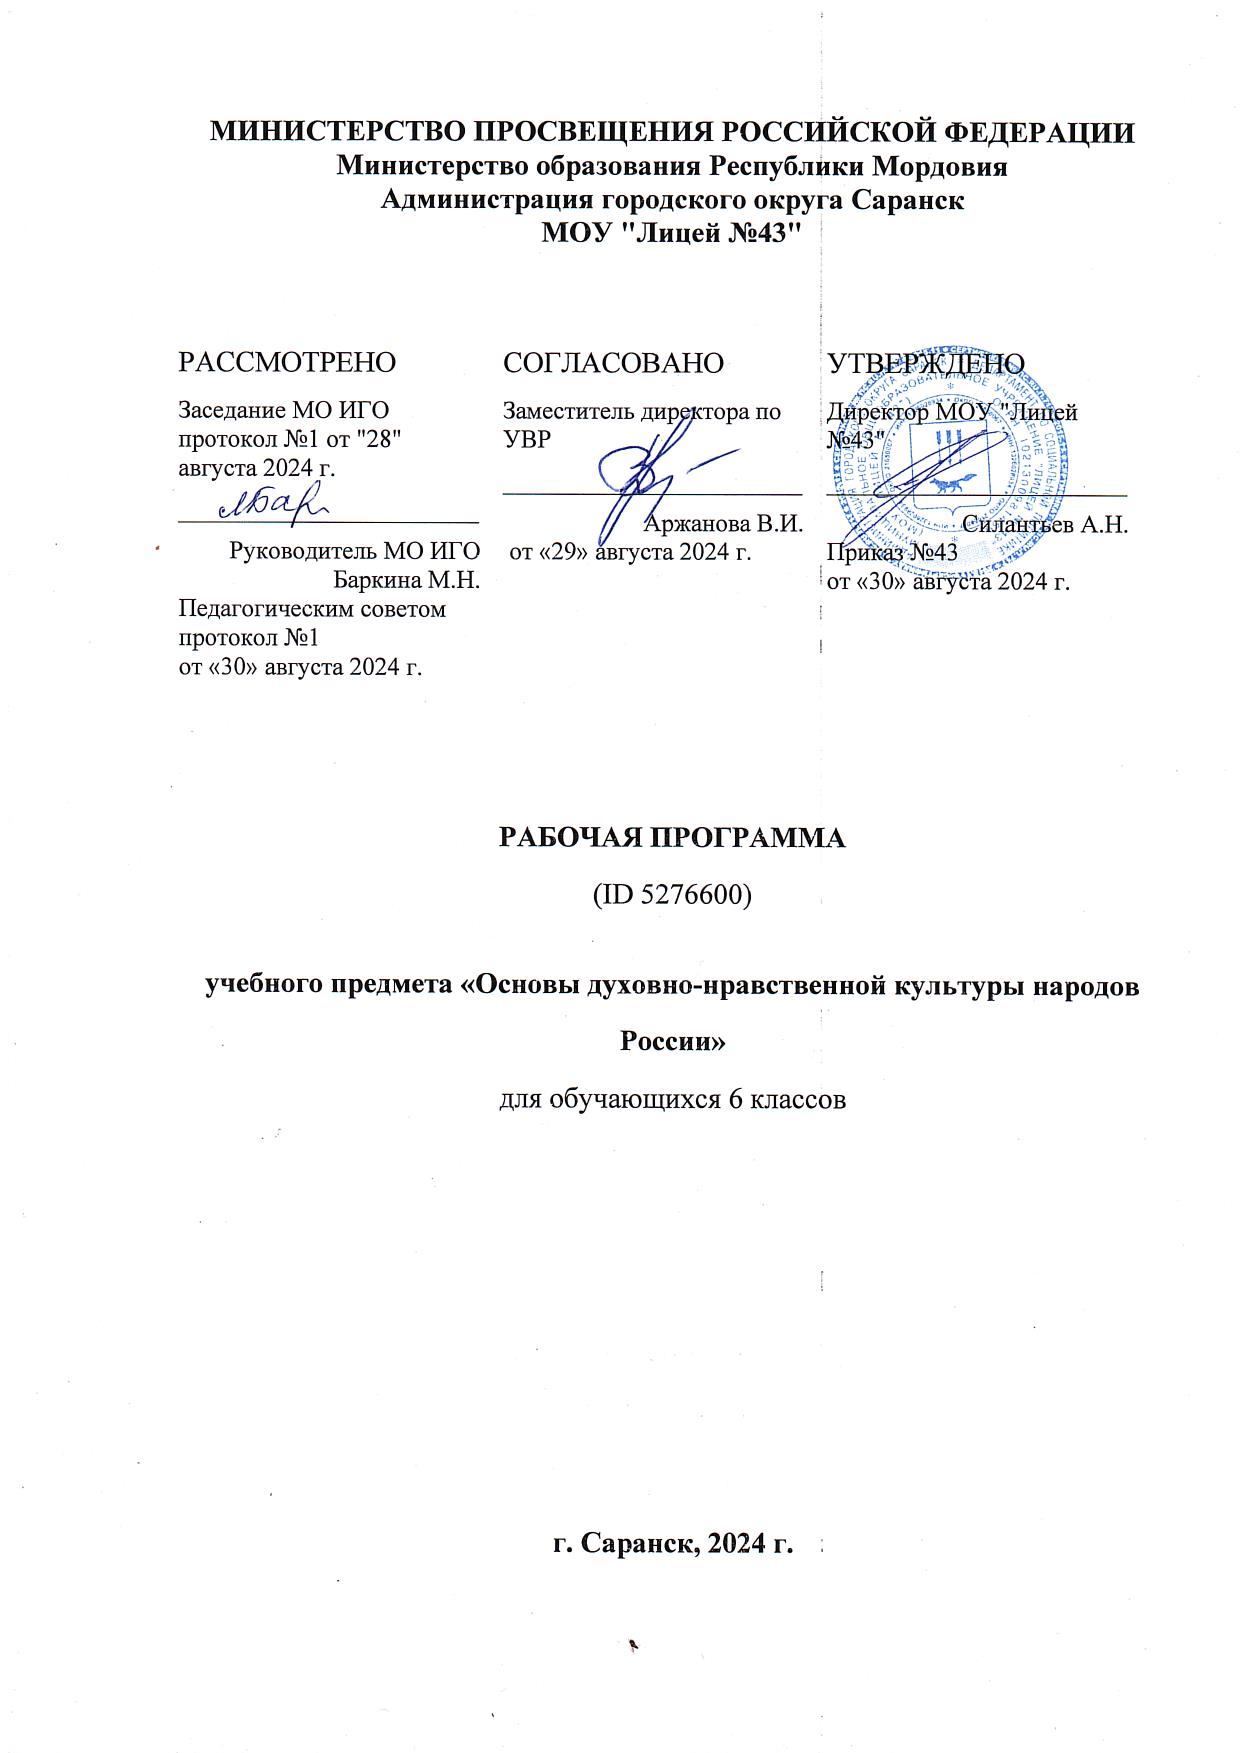 МИНИСТЕРСТВО ПРОСВЕЩЕНИЯ РОССИЙСКОЙ ФЕДЕРАЦИИ
Министерство образования Республики Мордовия
Администрация городского округа Саранск
МОУ "Лицей №43"
РАССМОТРЕНО
Заседание МО ИГО
протокол №1 от "28"
августа 2024 г.
Руководитель МО ИГО
Баркина М.Н.
Педагогическим советом
протокол №1
от «30» августа 2024 г.
СОГЛАСОВАНО
Заместитель директора по
УВР
Аржанова В.И.
от «29» августа 2024 г.
УТВЕРЖДЕНО
Директор МОУ "Лицей
№43"
Силантьев А.Н.
Приказ №43
от «30» августа 2024 г.
РАБОЧАЯ ПРОГРАММА
(ID 5276600)
учебного предмета «Основы духовно-нравственной культуры народов
России»
для обучающихся 6 классов
г. Саранск, 2024 г.